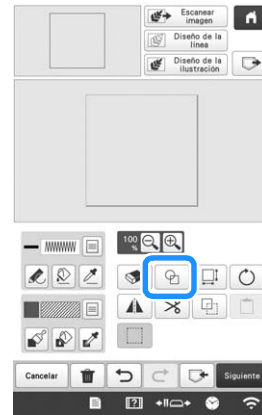 Escanear
imagen
Diseño de la
línea
Diseño de la
ilustración
100
%
Cancelar
Siguiente